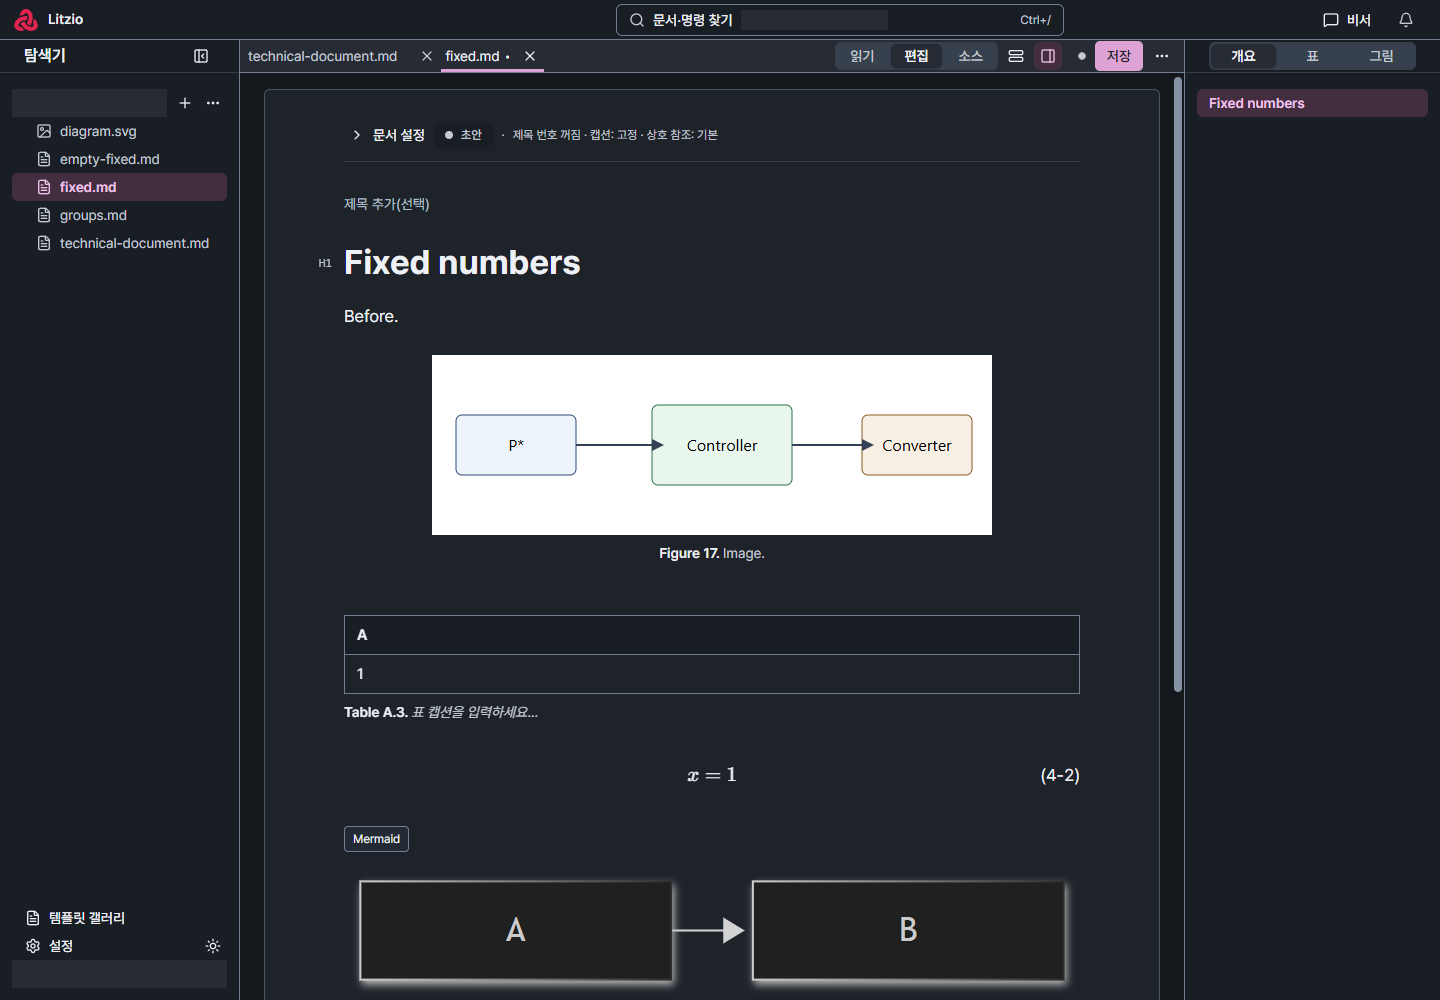 Litzio
문서·명령 찾기
Ctrl+/
비서
탐색기
technical-document.md
fixed.md •
읽기
편집
소스
저장
개요
표
그림
diagram.svg
empty-fixed.md
fixed.md
groups.md
technical-document.md
템플릿 갤러리
설정
문서 설정
초안
· 제목 번호 꺼짐 · 캡션: 고정 · 상호 참조: 기본
제목 추가(선택)
H1
Fixed numbers
Before.
P*
Controller
Converter
Figure 17. Image.
A
1
Table A.3. 표 캡션을 입력하세요...
x = 1
(4-2)
Mermaid
A
B
Fixed numbers